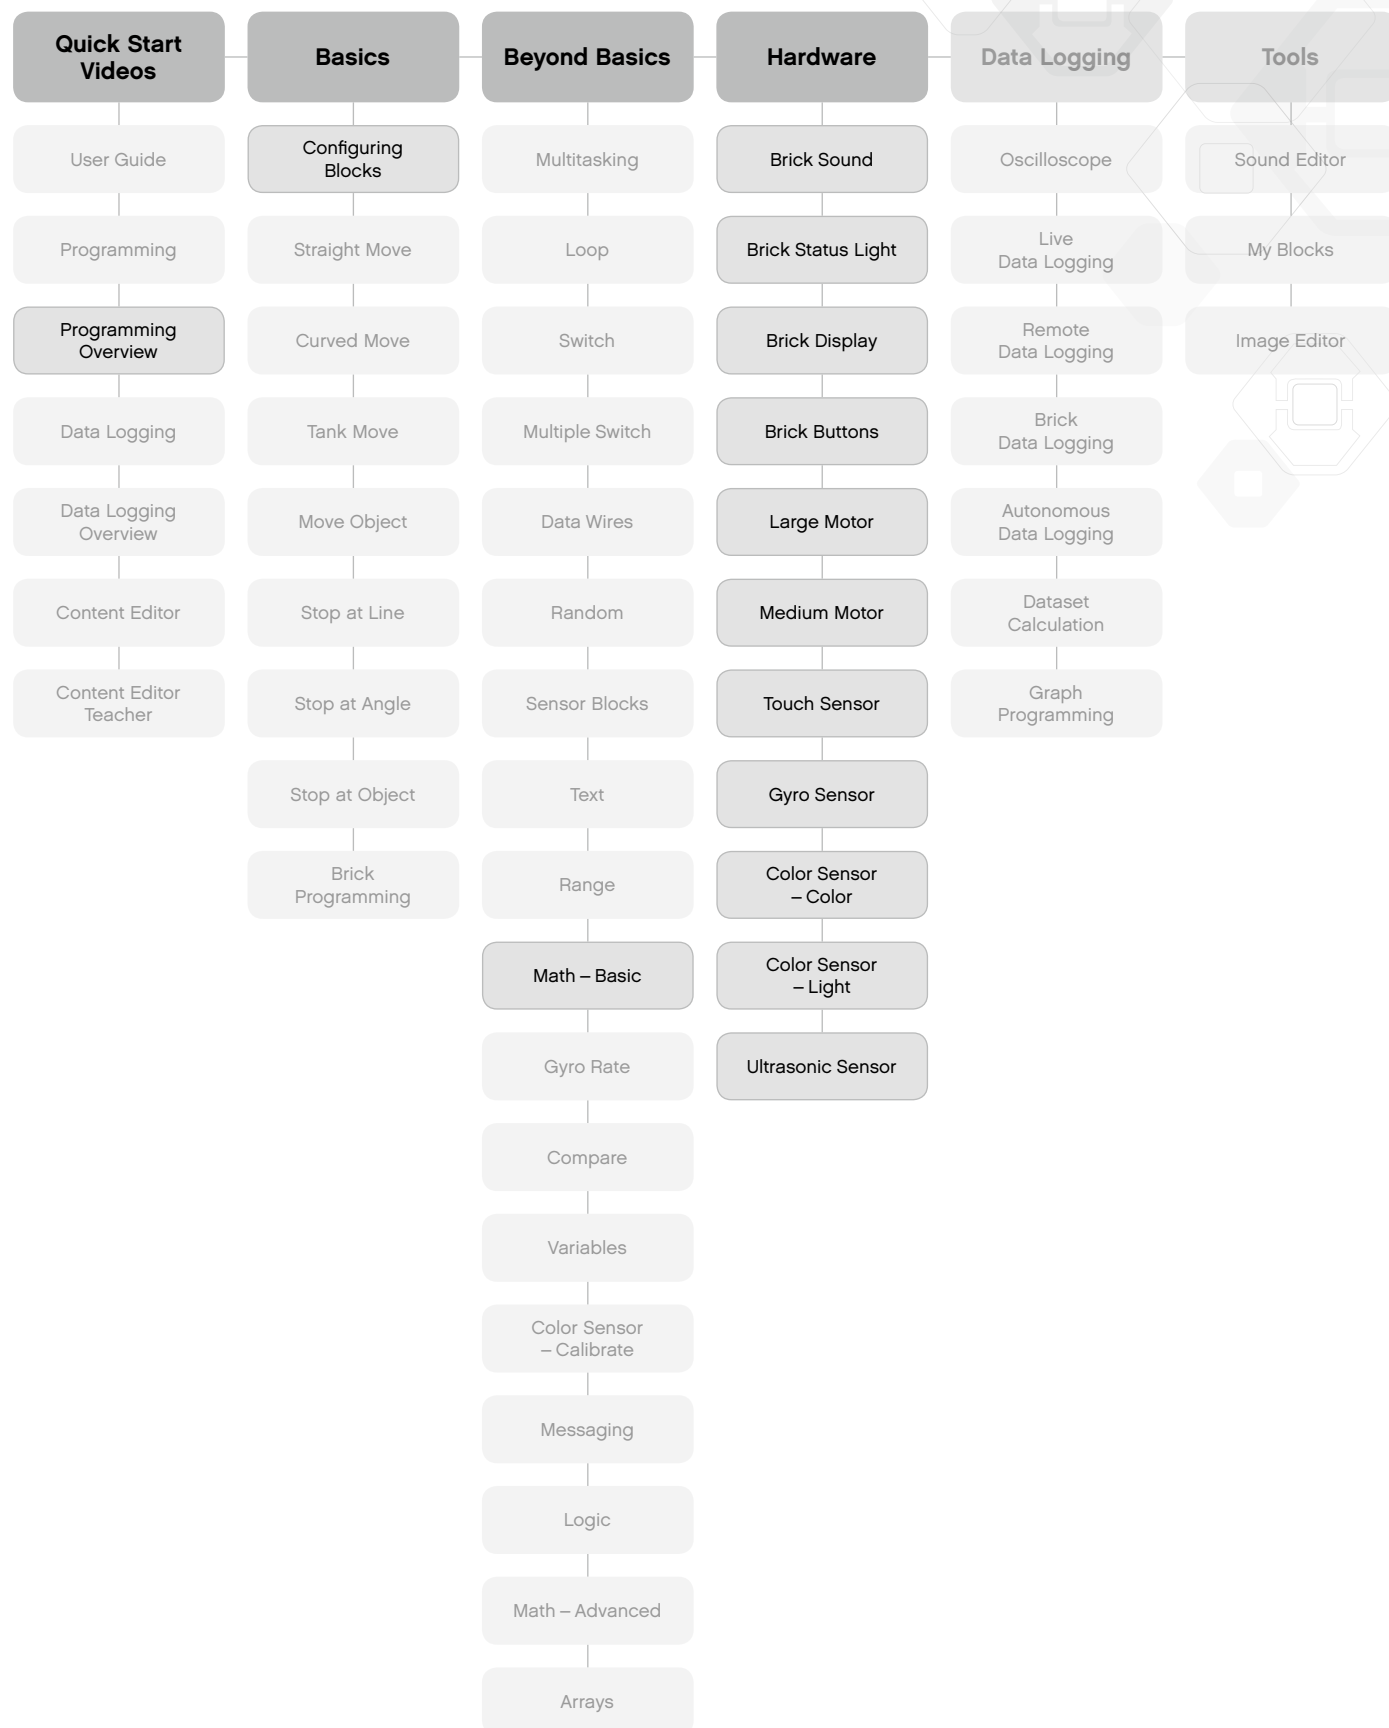 Quick Start
Videos
Basics
Beyond Basics
Hardware
Data Logging
Tools
User Guide
Programming
Programming
Overview
Data Logging
Data Logging
Overview
Content Editor
Content Editor
Teacher
Configuring
Blocks
Straight Move
Curved Move
Tank Move
Move Object
Stop at Line
Stop at Angle
Stop at Object
Brick
Programming
Multitasking
Loop
Switch
Multiple Switch
Data Wires
Random
Sensor Blocks
Text
Range
Math – Basic
Gyro Rate
Compare
Variables
Color Sensor
– Calibrate
Messaging
Logic
Math – Advanced
Arrays
Brick Sound
Brick Status Light
Brick Display
Brick Buttons
Large Motor
Medium Motor
Touch Sensor
Gyro Sensor
Color Sensor
– Color
Color Sensor
– Light
Ultrasonic Sensor
Oscilloscope
Live
Data Logging
Remote
Data Logging
Brick
Data Logging
Autonomous
Data Logging
Dataset
Calculation
Graph
Programming
Sound Editor
My Blocks
Image Editor